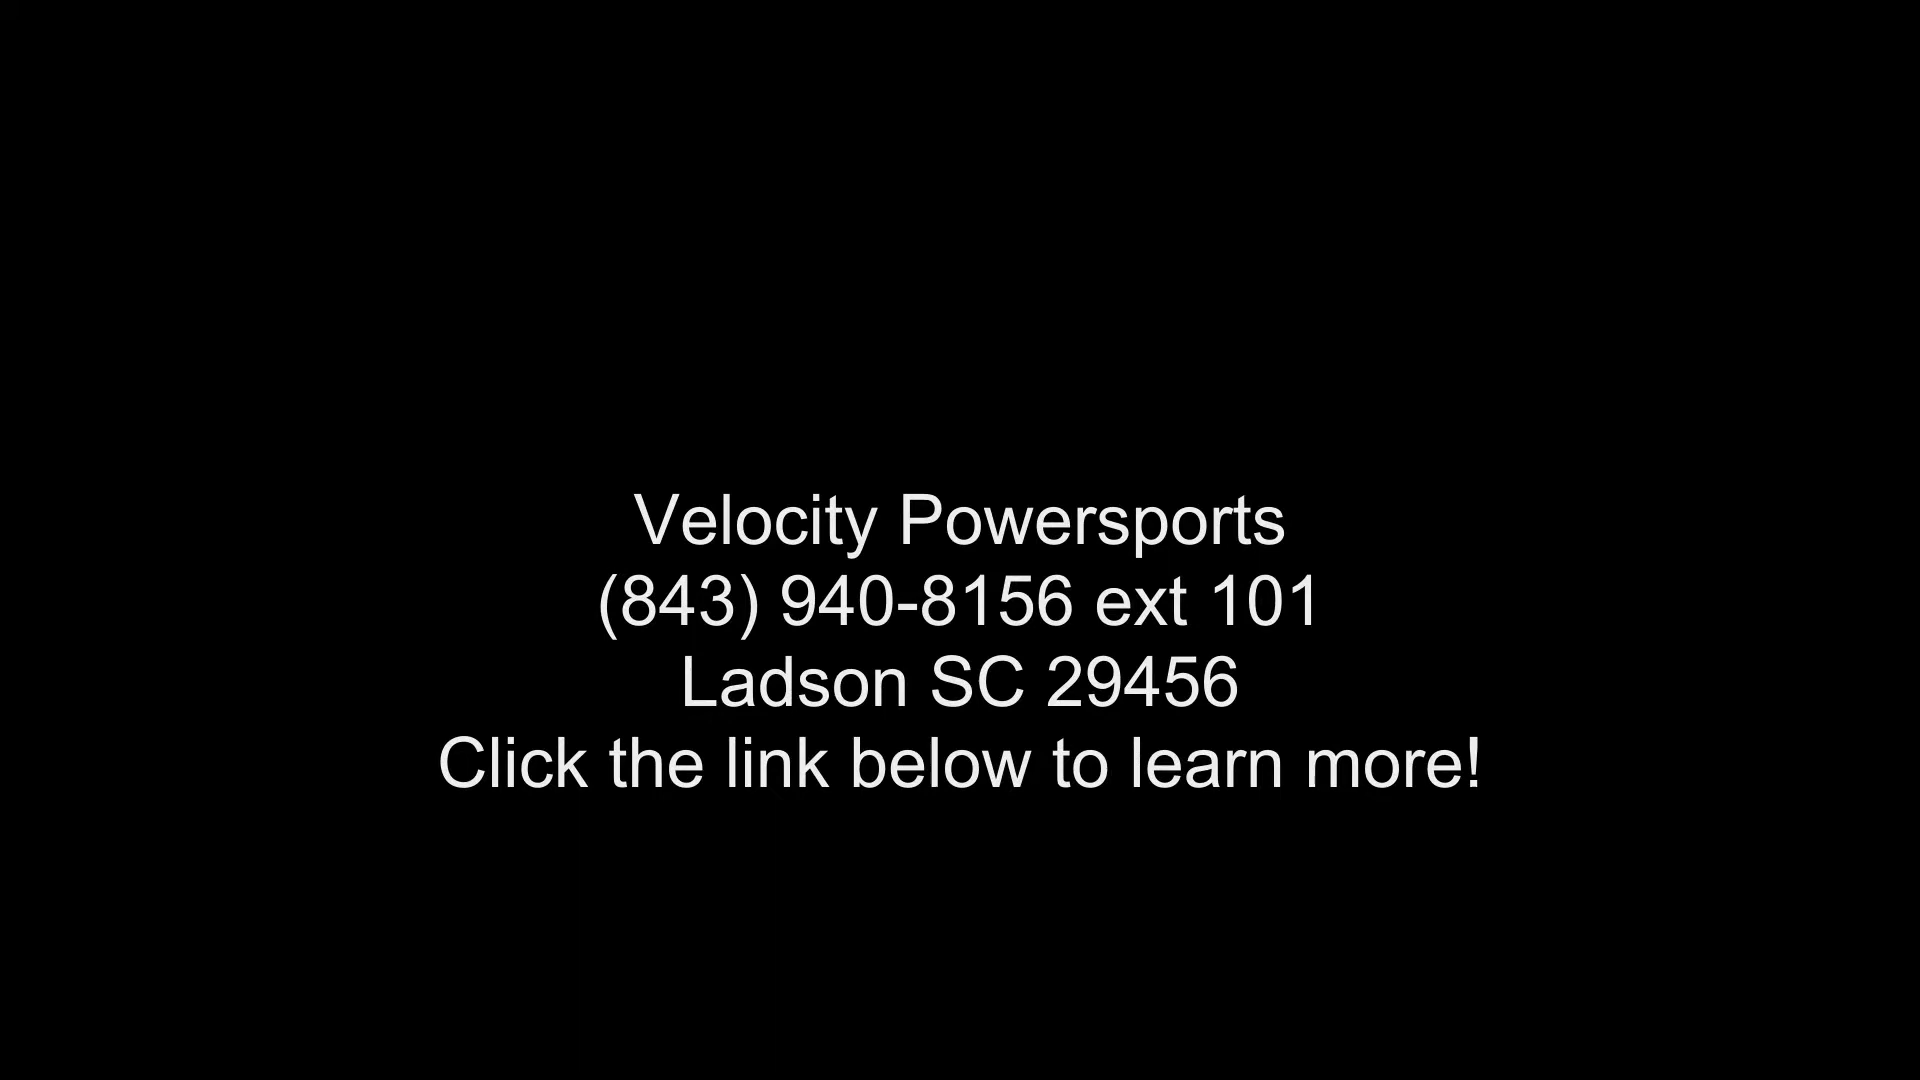 Velocity Powersports
(843) 940-8156 ext 101
Ladson SC 29456
Click the link below to learn more!